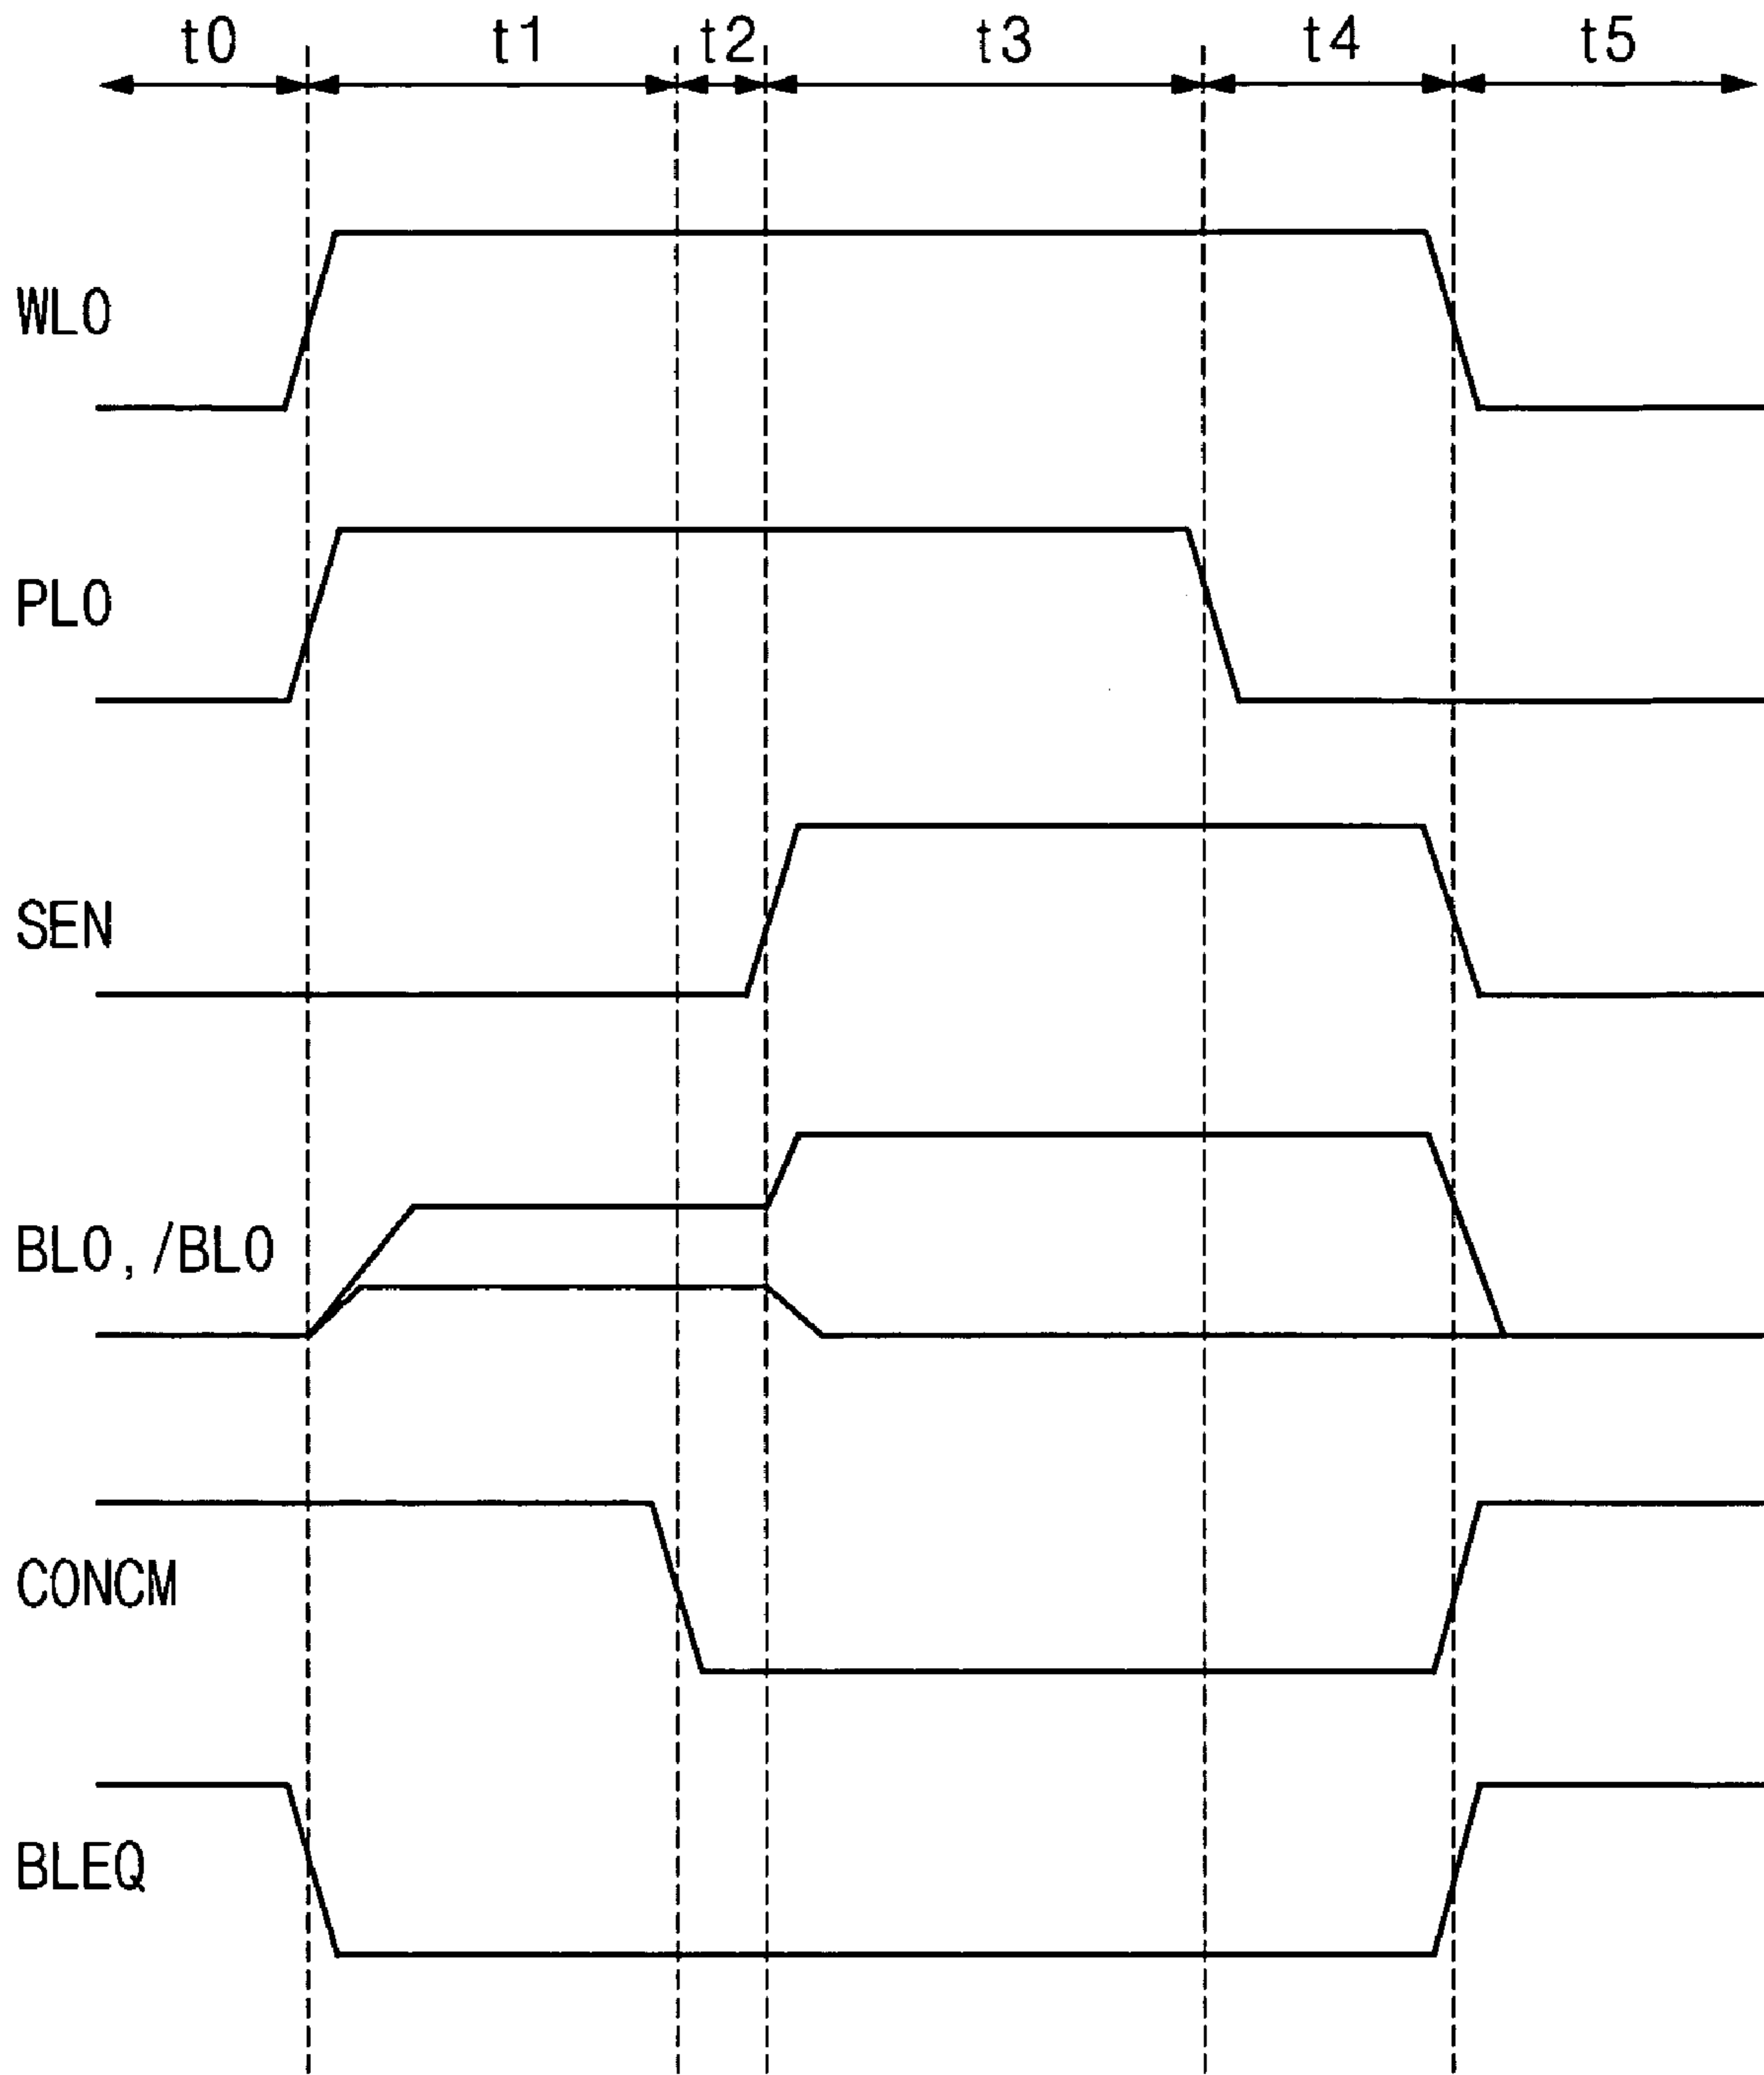 t0 t1 t2 t3 t4 t5
WL0
PL0
SEN
BL0, /BL0
CONCM
BLEQ